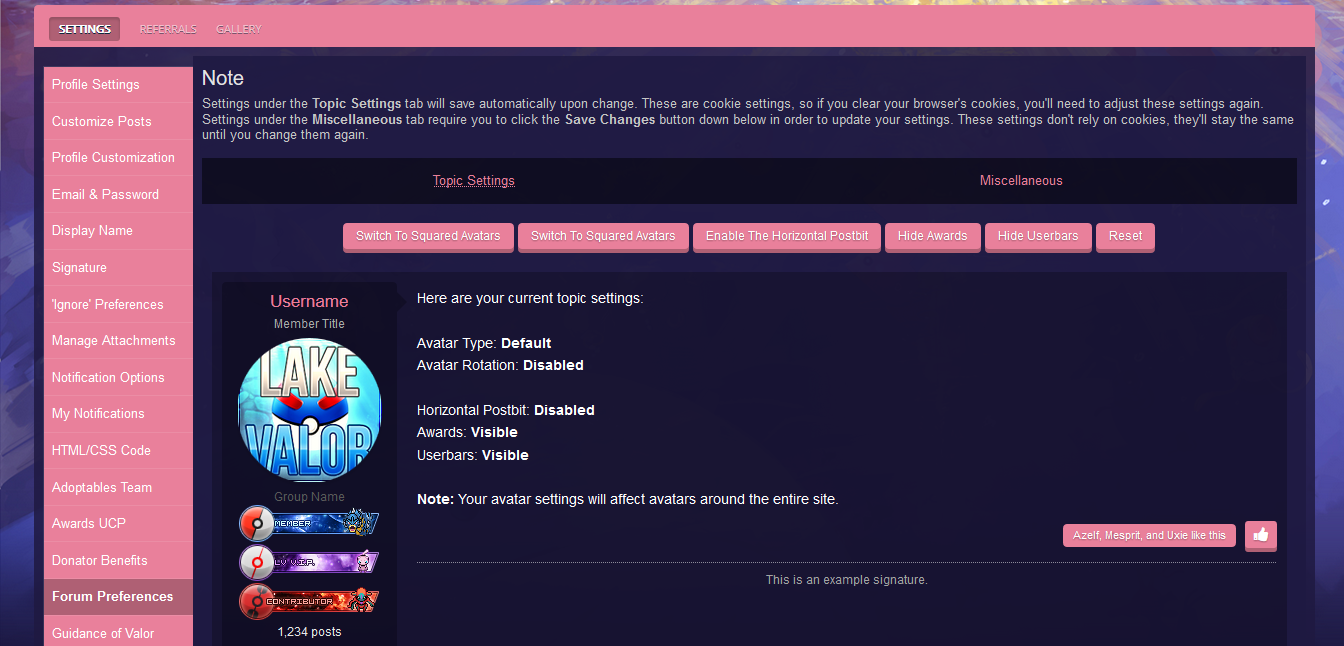 SETTINGS REFERRALS GALLERY
Profile Settings
Customize Posts
Profile Customization
Email & Password
Display Name
Signature
'Ignore' Preferences
Manage Attachments
Notification Options
My Notifications
HTML/CSS Code
Adoptables Team
Awards UCP
Donator Benefits
Forum Preferences
Guidance of Valor
Note
Settings under the Topic Settings tab will save automatically upon change. These are cookie settings, so if you clear your browser's cookies, you'll need to adjust these settings again.
Settings under the Miscellaneous tab require you to click the Save Changes button down below in order to update your settings. These settings don't rely on cookies, they'll stay the same
until you change them again.
Topic Settings Miscellaneous
Switch To Squared Avatars Switch To Squared Avatars Enable The Horizontal Postbit Hide Awards Hide Userbars Reset
Username
Member Title
LAKE
VALOR
Group Name
MEMBER
LV V.I.P.
CONTRIBUTOR
1,234 posts
Here are your current topic settings:
Avatar Type: Default
Avatar Rotation: Disabled
Horizontal Postbit: Disabled
Awards: Visible
Userbars: Visible
Note: Your avatar settings will affect avatars around the entire site.
Azelf, Mesprit, and Uxie like this
This is an example signature.